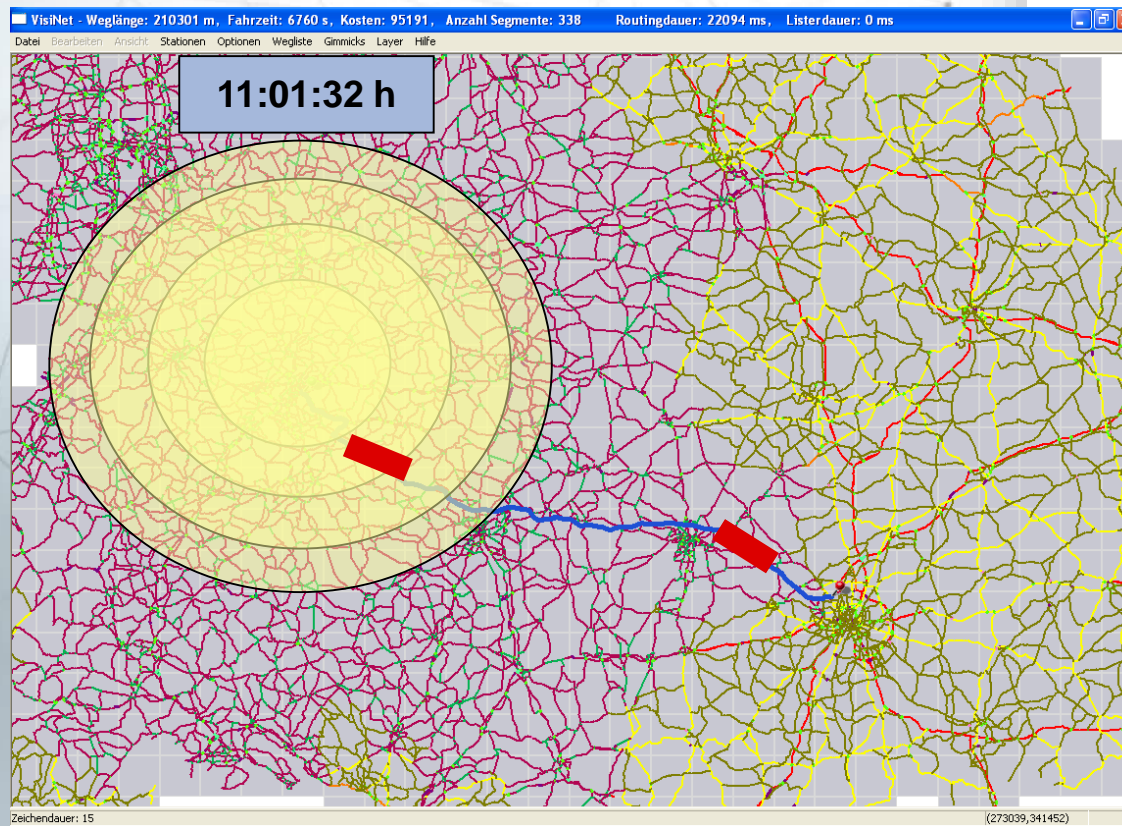 VisiNet - Weglänge: 210301 m, Fahrzeit: 6760 s, Kosten: 95191, Anzahl Segmente: 338 Routingdauer: 22094 ms, Listerdauer: 0 ms
Datei Bearbeiten Ansicht Stationen Optionen Wegliste Gimmicks Layer Hilfe
11:01:32 h
Zeichendauer: 15 (273039,341452)